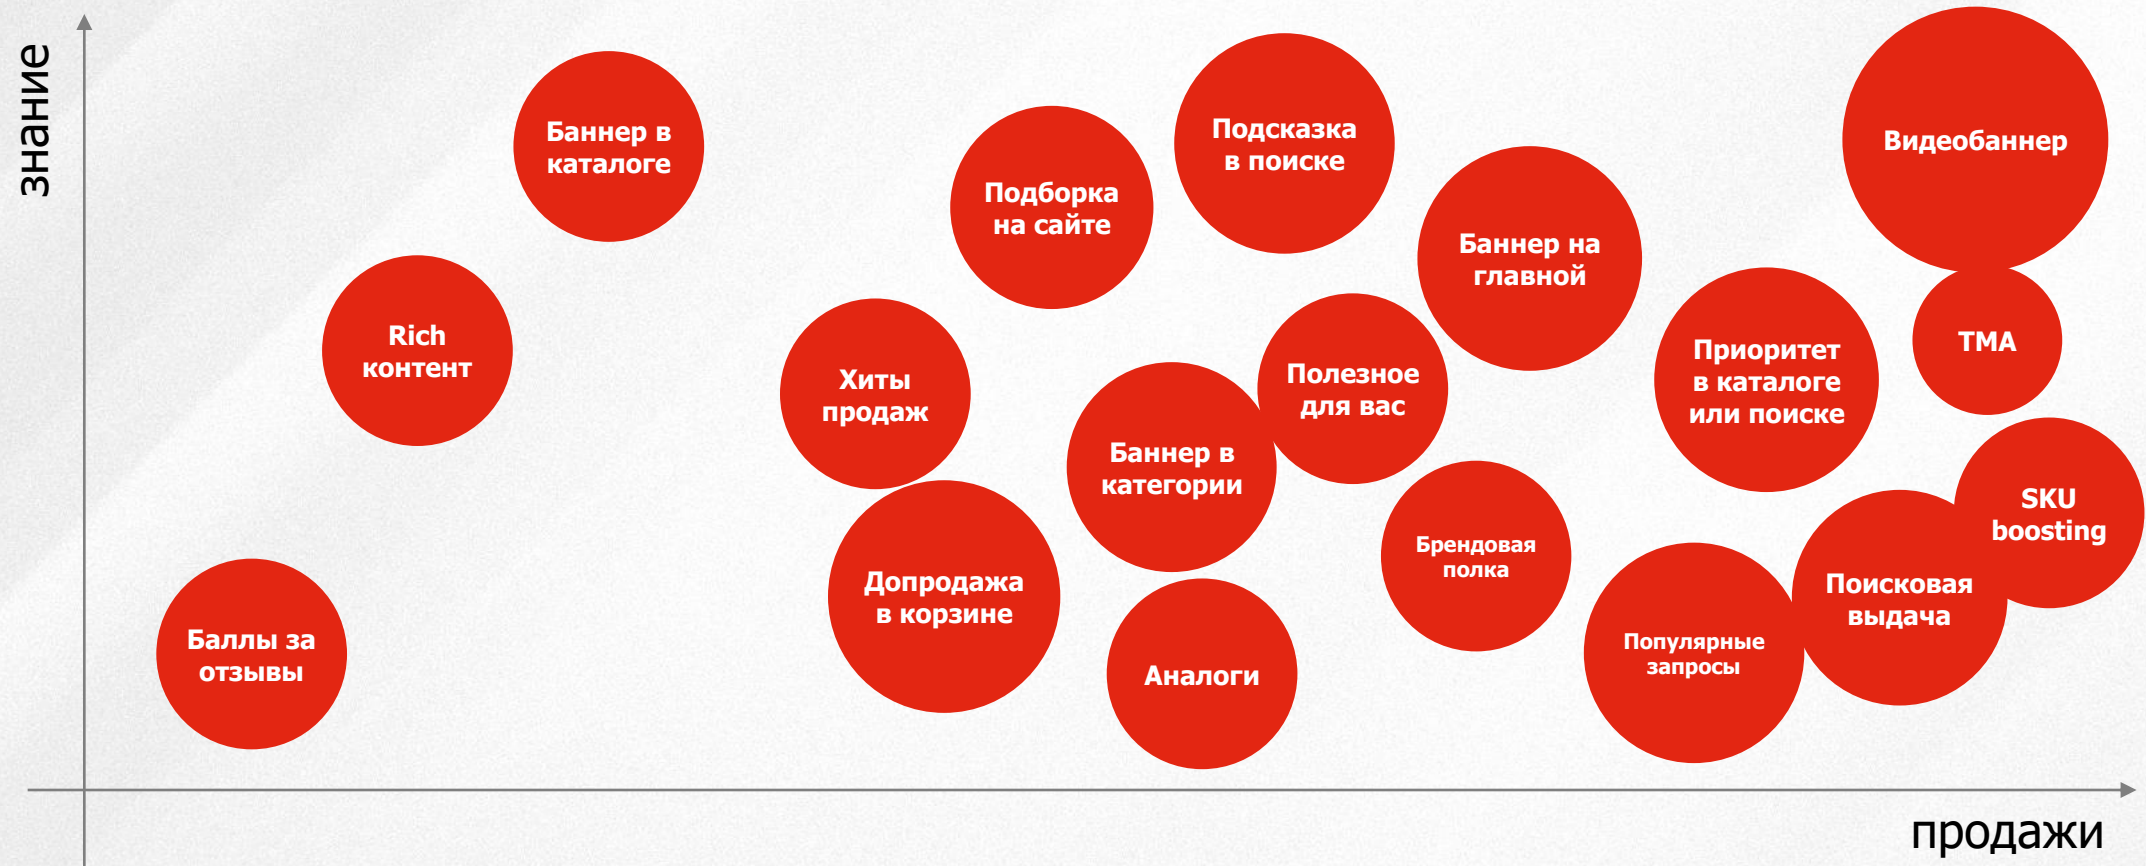 знание
Баннер в
каталоге
Подсказка
в поиске
Видеобаннер
Подборка
на сайте
Баннер на
главной
Rich
контент
Хиты
продаж
Полезное
для вас
Приоритет
в каталоге
или поиске
TMA
Баннер в
категории
SKU
boosting
Допродажа
в корзине
Брендовая
полка
Поисковая
выдача
Баллы за
отзывы
Аналоги
Популярные
запросы
продажи